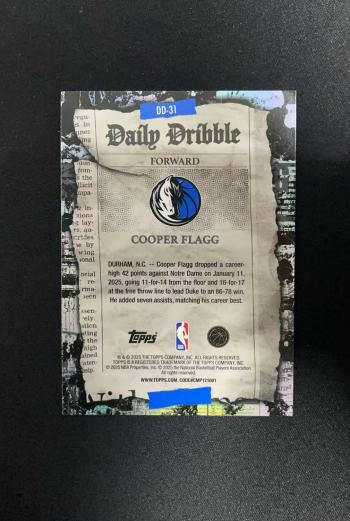 DD-31
Daily Dribble
FORWARD
COOPER FLAGG
DURHAM, N.C. -- Cooper Flagg dropped a career-
high 42 points against Notre Dame on January 11,
2025, going 11-for-14 from the floor and 16-for-17
at the free throw line to lead Duke to an 86-78 win.
He added seven assists, matching his career best.
Topps
NBA
® & © 2025 THE TOPPS COMPANY, INC. ALL RIGHTS RESERVED.
TOPPS IS A REGISTERED TRADEMARK OF THE TOPPS COMPANY, INC.
© 2025 NBA Properties, Inc. © 2025 the National Basketball Players Association
All rights reserved.
WWW.TOPPS.COM. CODE#CMP121001